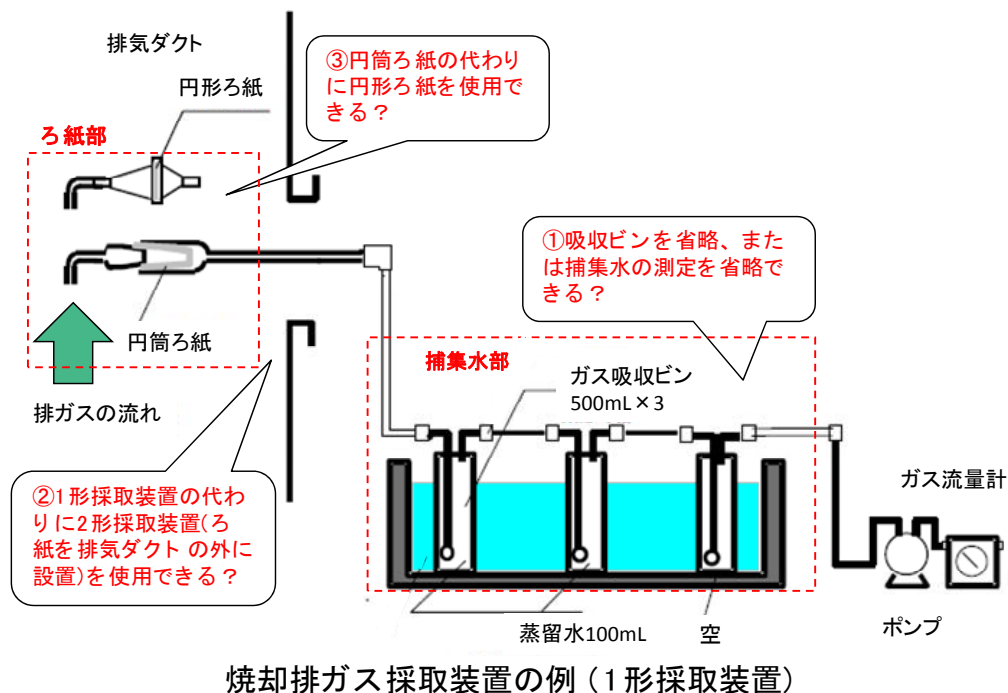 排気ダクト
円形ろ紙
③円筒ろ紙の代わ
りに円形ろ紙を使用で
きる？
ろ紙部
①吸収ビンを省略、また
は捕集水の測定を省略で
きる？
円筒ろ紙
排ガスの流れ
捕集水部
ガス吸収ビン
500mL×3
②1形採取装置の代わ
りに2形採取装置(ろ
紙を排気ダクト の外に
設置)を使用できる？
ガス流量計
蒸留水100mL
空
ポンプ
焼却排ガス採取装置の例（1形採取装置）